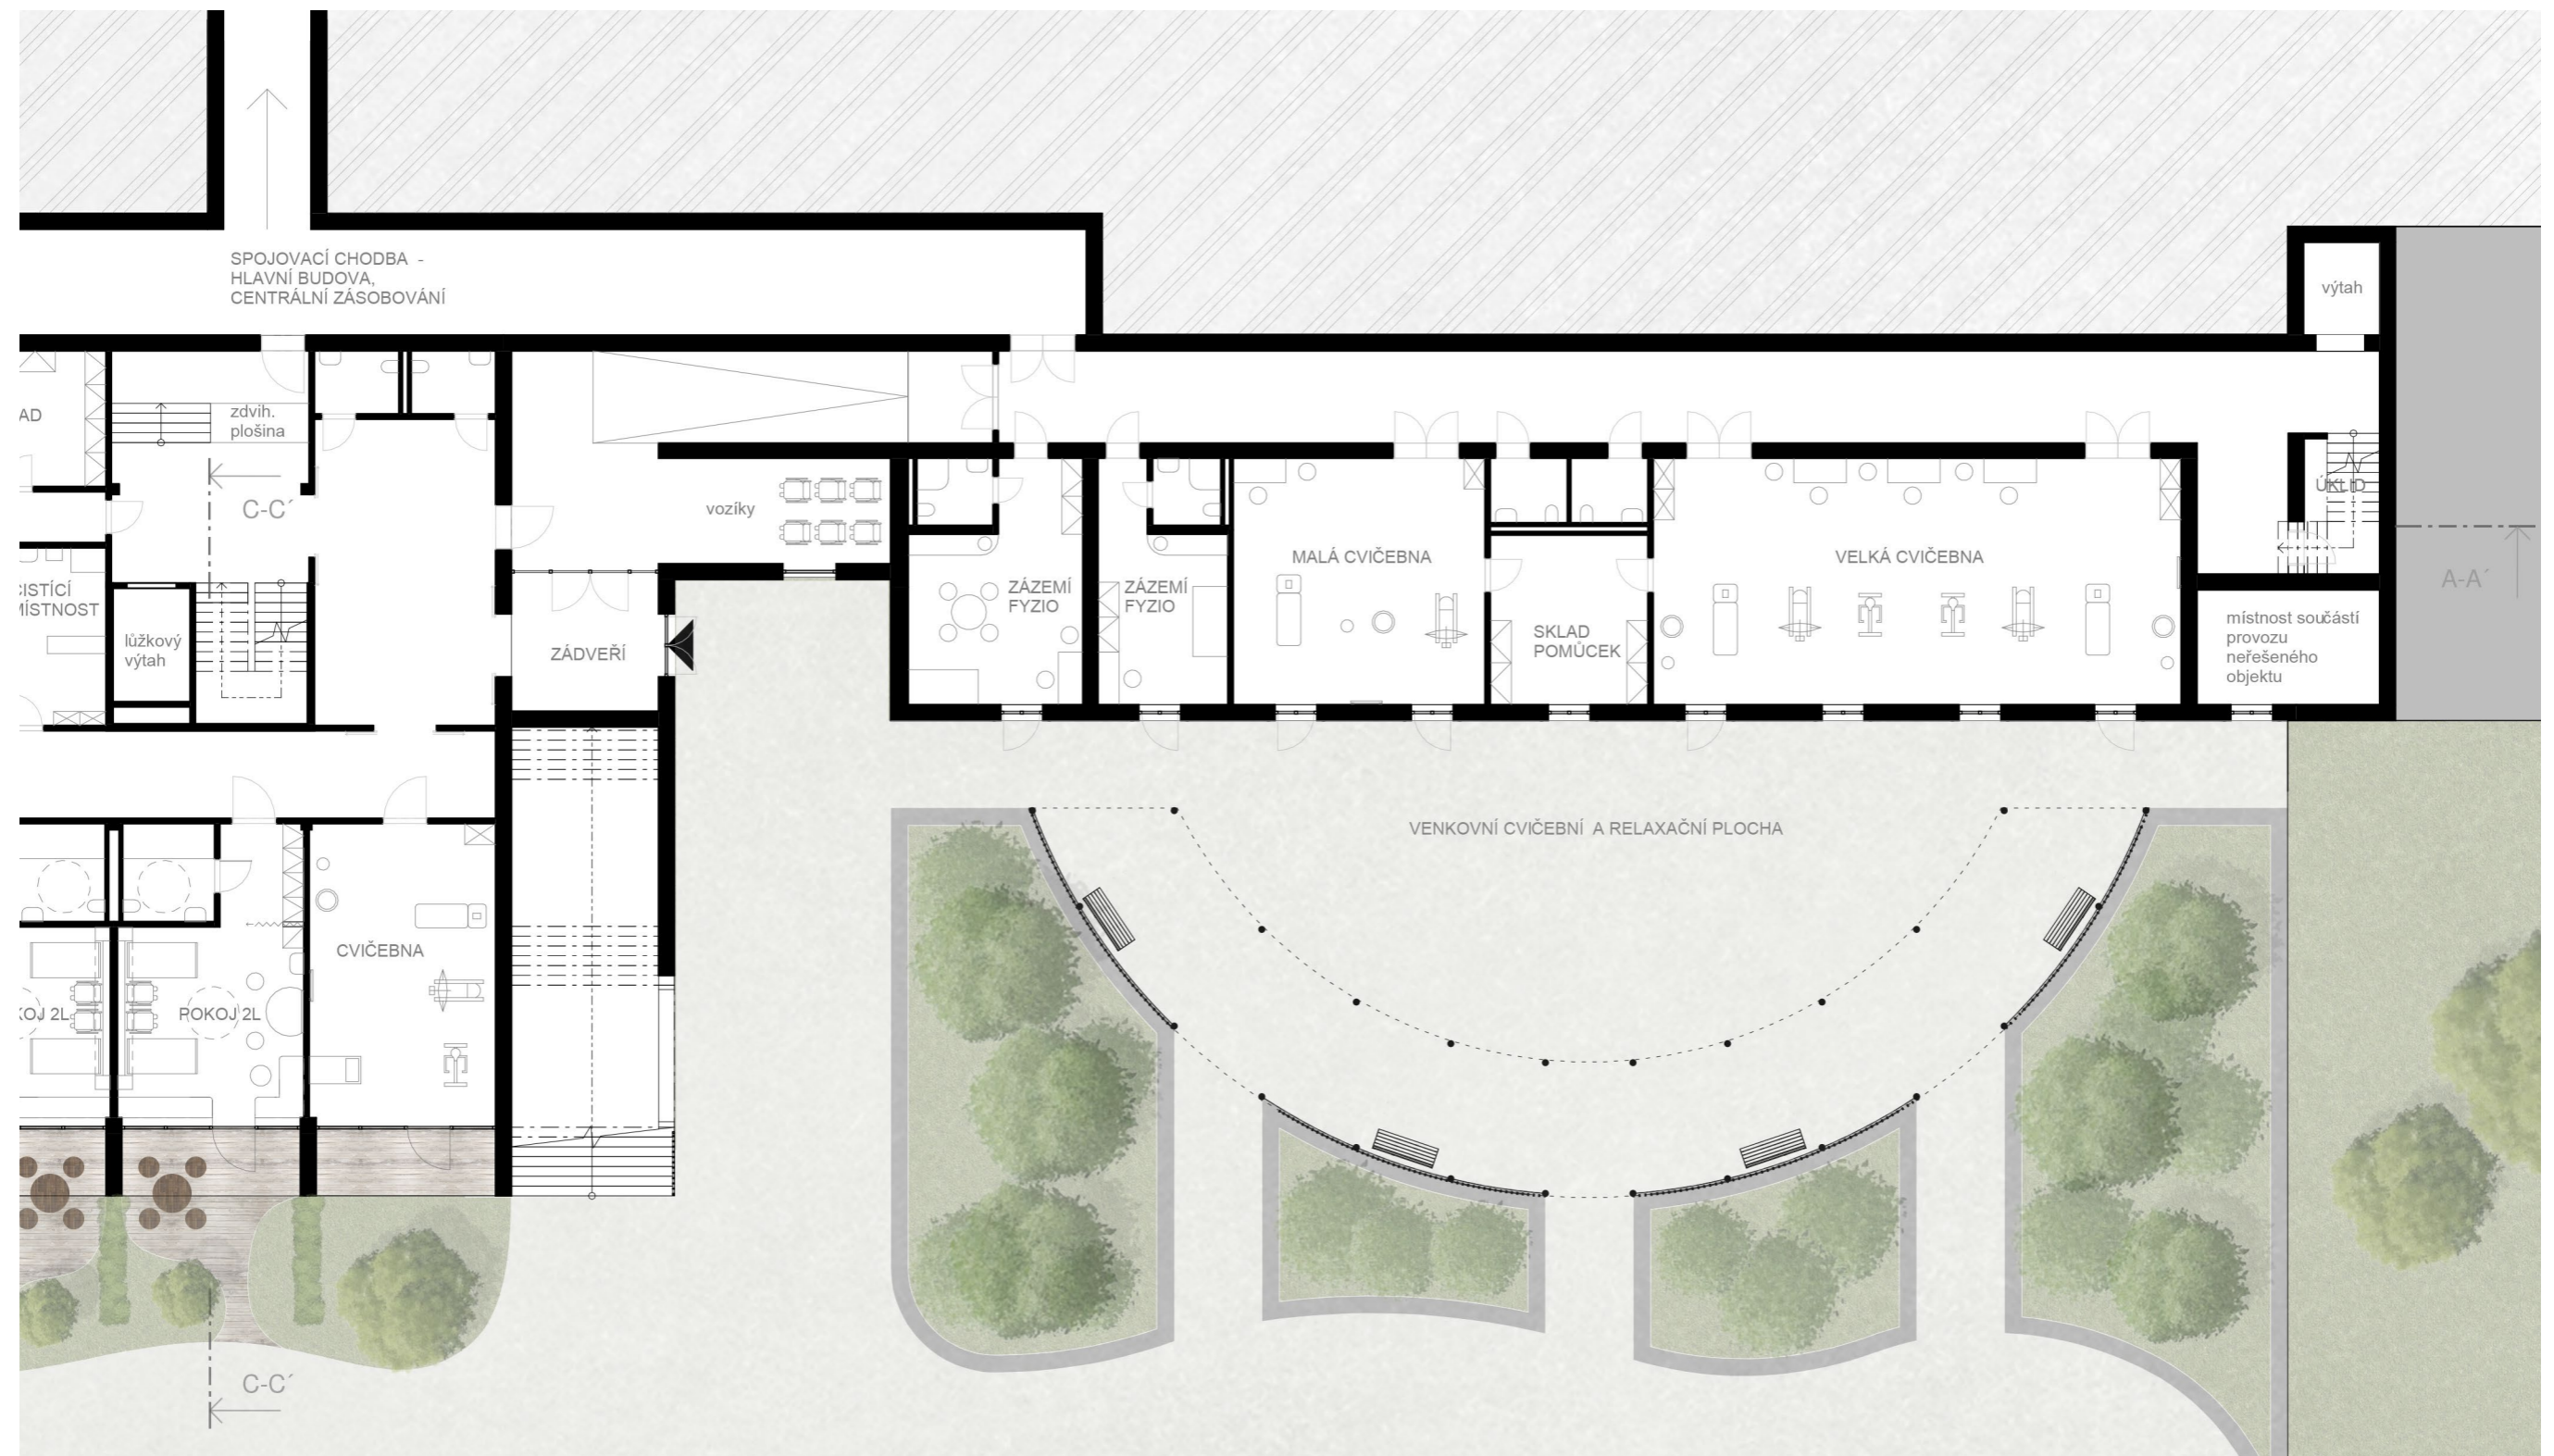 SPOJOVACÍ CHODBA -
HLAVNÍ BUDOVA,
CENTRÁLNÍ ZÁSOBOVÁNÍ
výtah
AD
zdvih.
plošina
C-C´
vozíky
ÚKLID
MALÁ CVIČEBNA
VELKÁ CVIČEBNA
A-A´
ČISTÍCÍ
MÍSTNOST
ZÁZEMÍ
FYZIO
ZÁZEMÍ
FYZIO
lůžkový
výtah
ZÁDVEŘÍ
SKLAD
POMŮCEK
místnost součástí
provozu
neřešeného
objektu
VENKOVNÍ CVIČEBNÍ A RELAXAČNÍ PLOCHA
CVIČEBNA
KOJ 2L
POKOJ 2L
C-C´